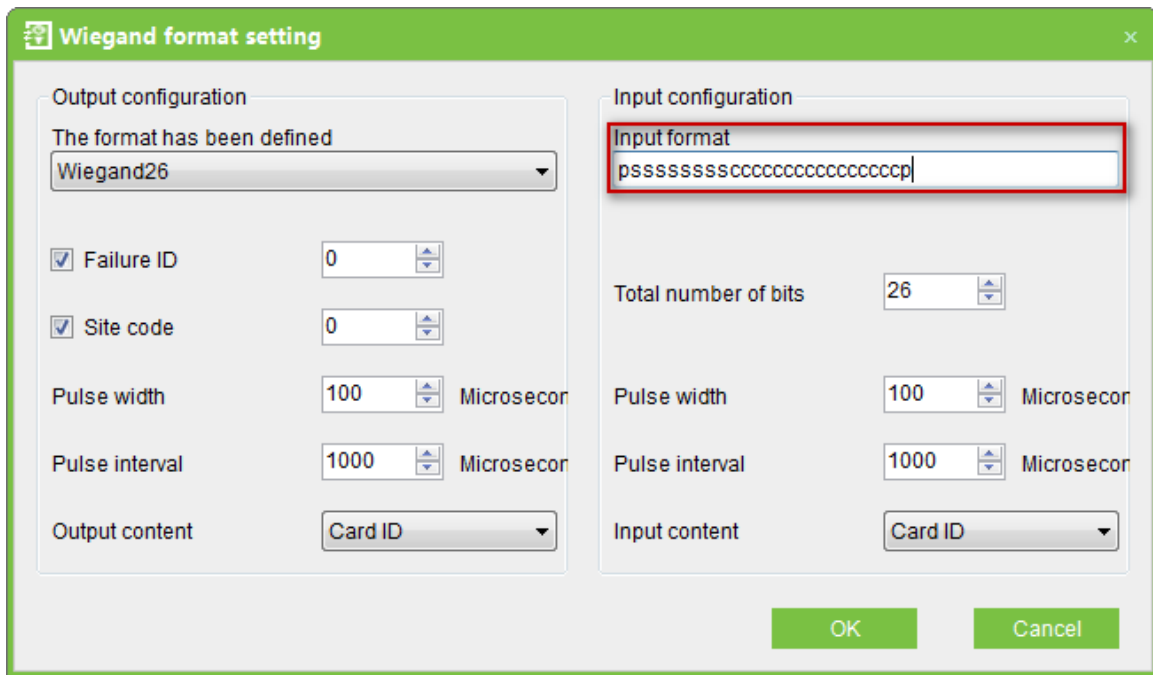 Wiegand format setting
Output configuration
The format has been defined
Wiegand26
Failure ID 0
Site code 0
Pulse width 100 Microsecon
Pulse interval 1000 Microsecon
Output content Card ID
Input configuration
Input format
pssssssssccccccccccccccccp
Total number of bits 26
Pulse width 100 Microsecon
Pulse interval 1000 Microsecon
Input content Card ID
OK Cancel